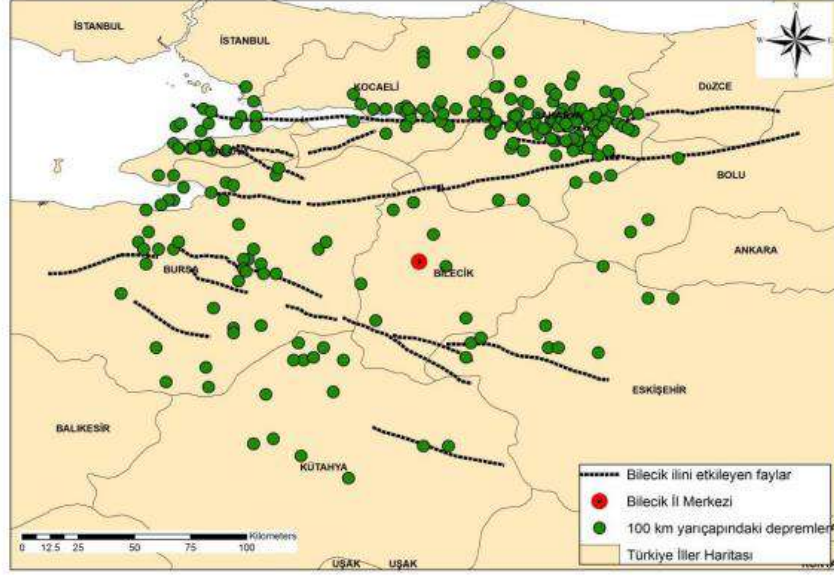 İSTANBUL
İSTANBUL
N
W E
S
KOCAELİ
DÜZCE
BOLU
ANKARA
BURSA
BİLECİK
ESKİŞEHİR
BALIKESİR
KÜTAHYA
Bilecik ilini etkileyen faylar
Bilecik İl Merkezi
100 km yarıçapındaki depremler
Türkiye İller Haritası
Kilometers
0 12.5 25 50 75 100
UŞAK UŞAK